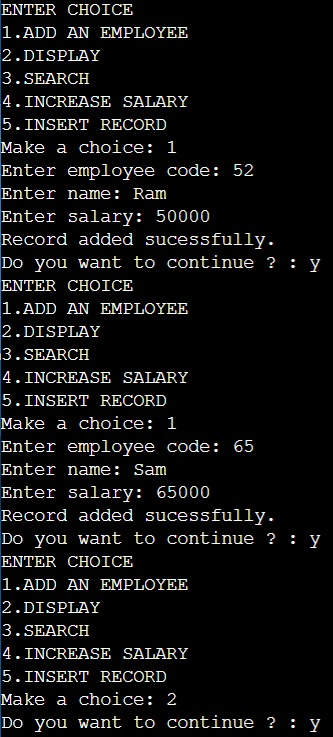 ENTER CHOICE
1.ADD AN EMPLOYEE
2.DISPLAY
3.SEARCH
4.INCREASE SALARY
5.INSERT RECORD
Make a choice: 1
Enter employee code: 52
Enter name: Ram
Enter salary: 50000
Record added sucessfully.
Do you want to continue ? : y
ENTER CHOICE
1.ADD AN EMPLOYEE
2.DISPLAY
3.SEARCH
4.INCREASE SALARY
5.INSERT RECORD
Make a choice: 1
Enter employee code: 65
Enter name: Sam
Enter salary: 65000
Record added sucessfully.
Do you want to continue ? : y
ENTER CHOICE
1.ADD AN EMPLOYEE
2.DISPLAY
3.SEARCH
4.INCREASE SALARY
5.INSERT RECORD
Make a choice: 2
Do you want to continue ? : y